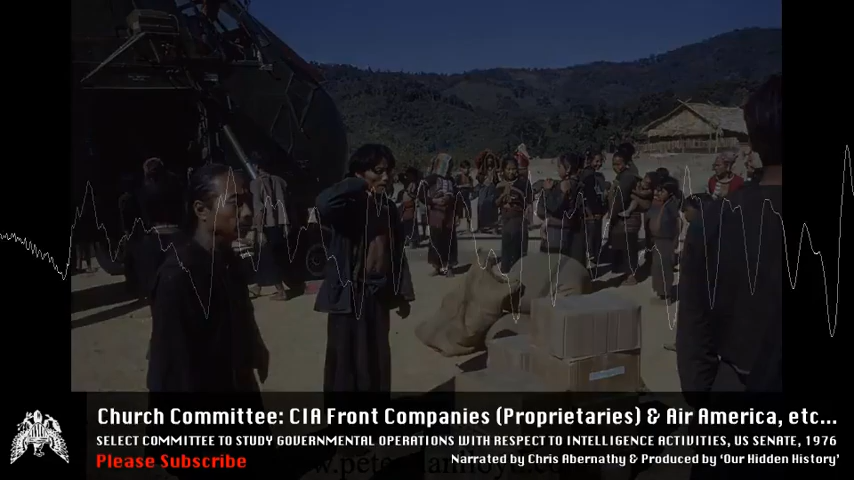 Church Committee: CIA Front Companies (Proprietaries) & Air America, etc...
SELECT COMMITTEE TO STUDY GOVERNMENTAL OPERATIONS WITH RESPECT TO INTELLIGENCE ACTIVITIES, US SENATE, 1976
Please Subscribe
Narrated by Chris Abernathy & Produced by 'Our Hidden History'